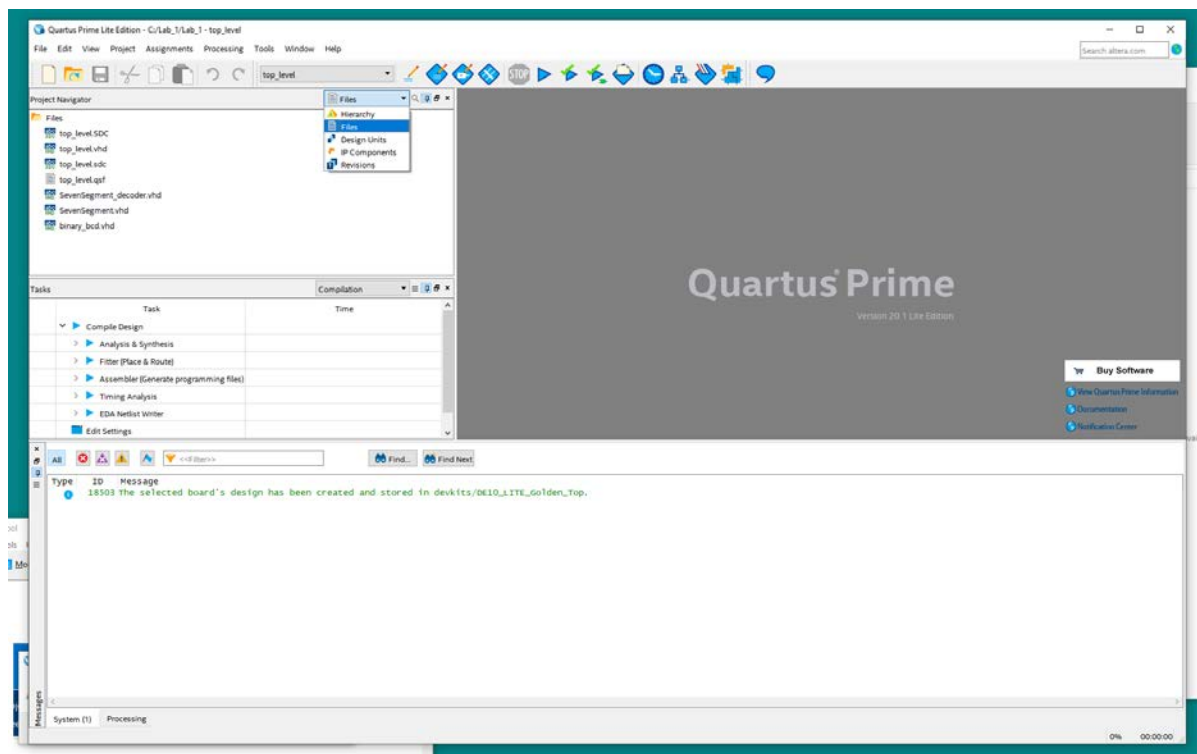 Quartus Prime Lite Edition - C:/Lab_1/Lab_1 - top_level
File Edit View Project Assignments Processing Tools Window Help
Search altera.com
top_level
STOP
Project Navigator
Files
Hierarchy
Files
Design Units
IP Components
Revisions
Files
top_level.SDC
top_level.vhd
top_level.sdc
top_level.qsf
SevenSegment_decoder.vhd
SevenSegment.vhd
binary_bcd.vhd
Quartus Prime
Version 20.1 Lite Edition
Buy Software
View Quartus Prime Information
Documentation
Notification Center
Tasks
Compilation
Task Time
Compile Design
Analysis & Synthesis
Fitter (Place & Route)
Assembler (Generate programming files)
Timing Analysis
EDA Netlist Writer
Edit Settings
All
<<Filter>>
Find...
Find Next
Type ID Message
18503 The selected board's design has been created and stored in devkits/DE10_LITE_Golden_Top.
Mo
Messages
System (1) Processing
0% 00:00:00